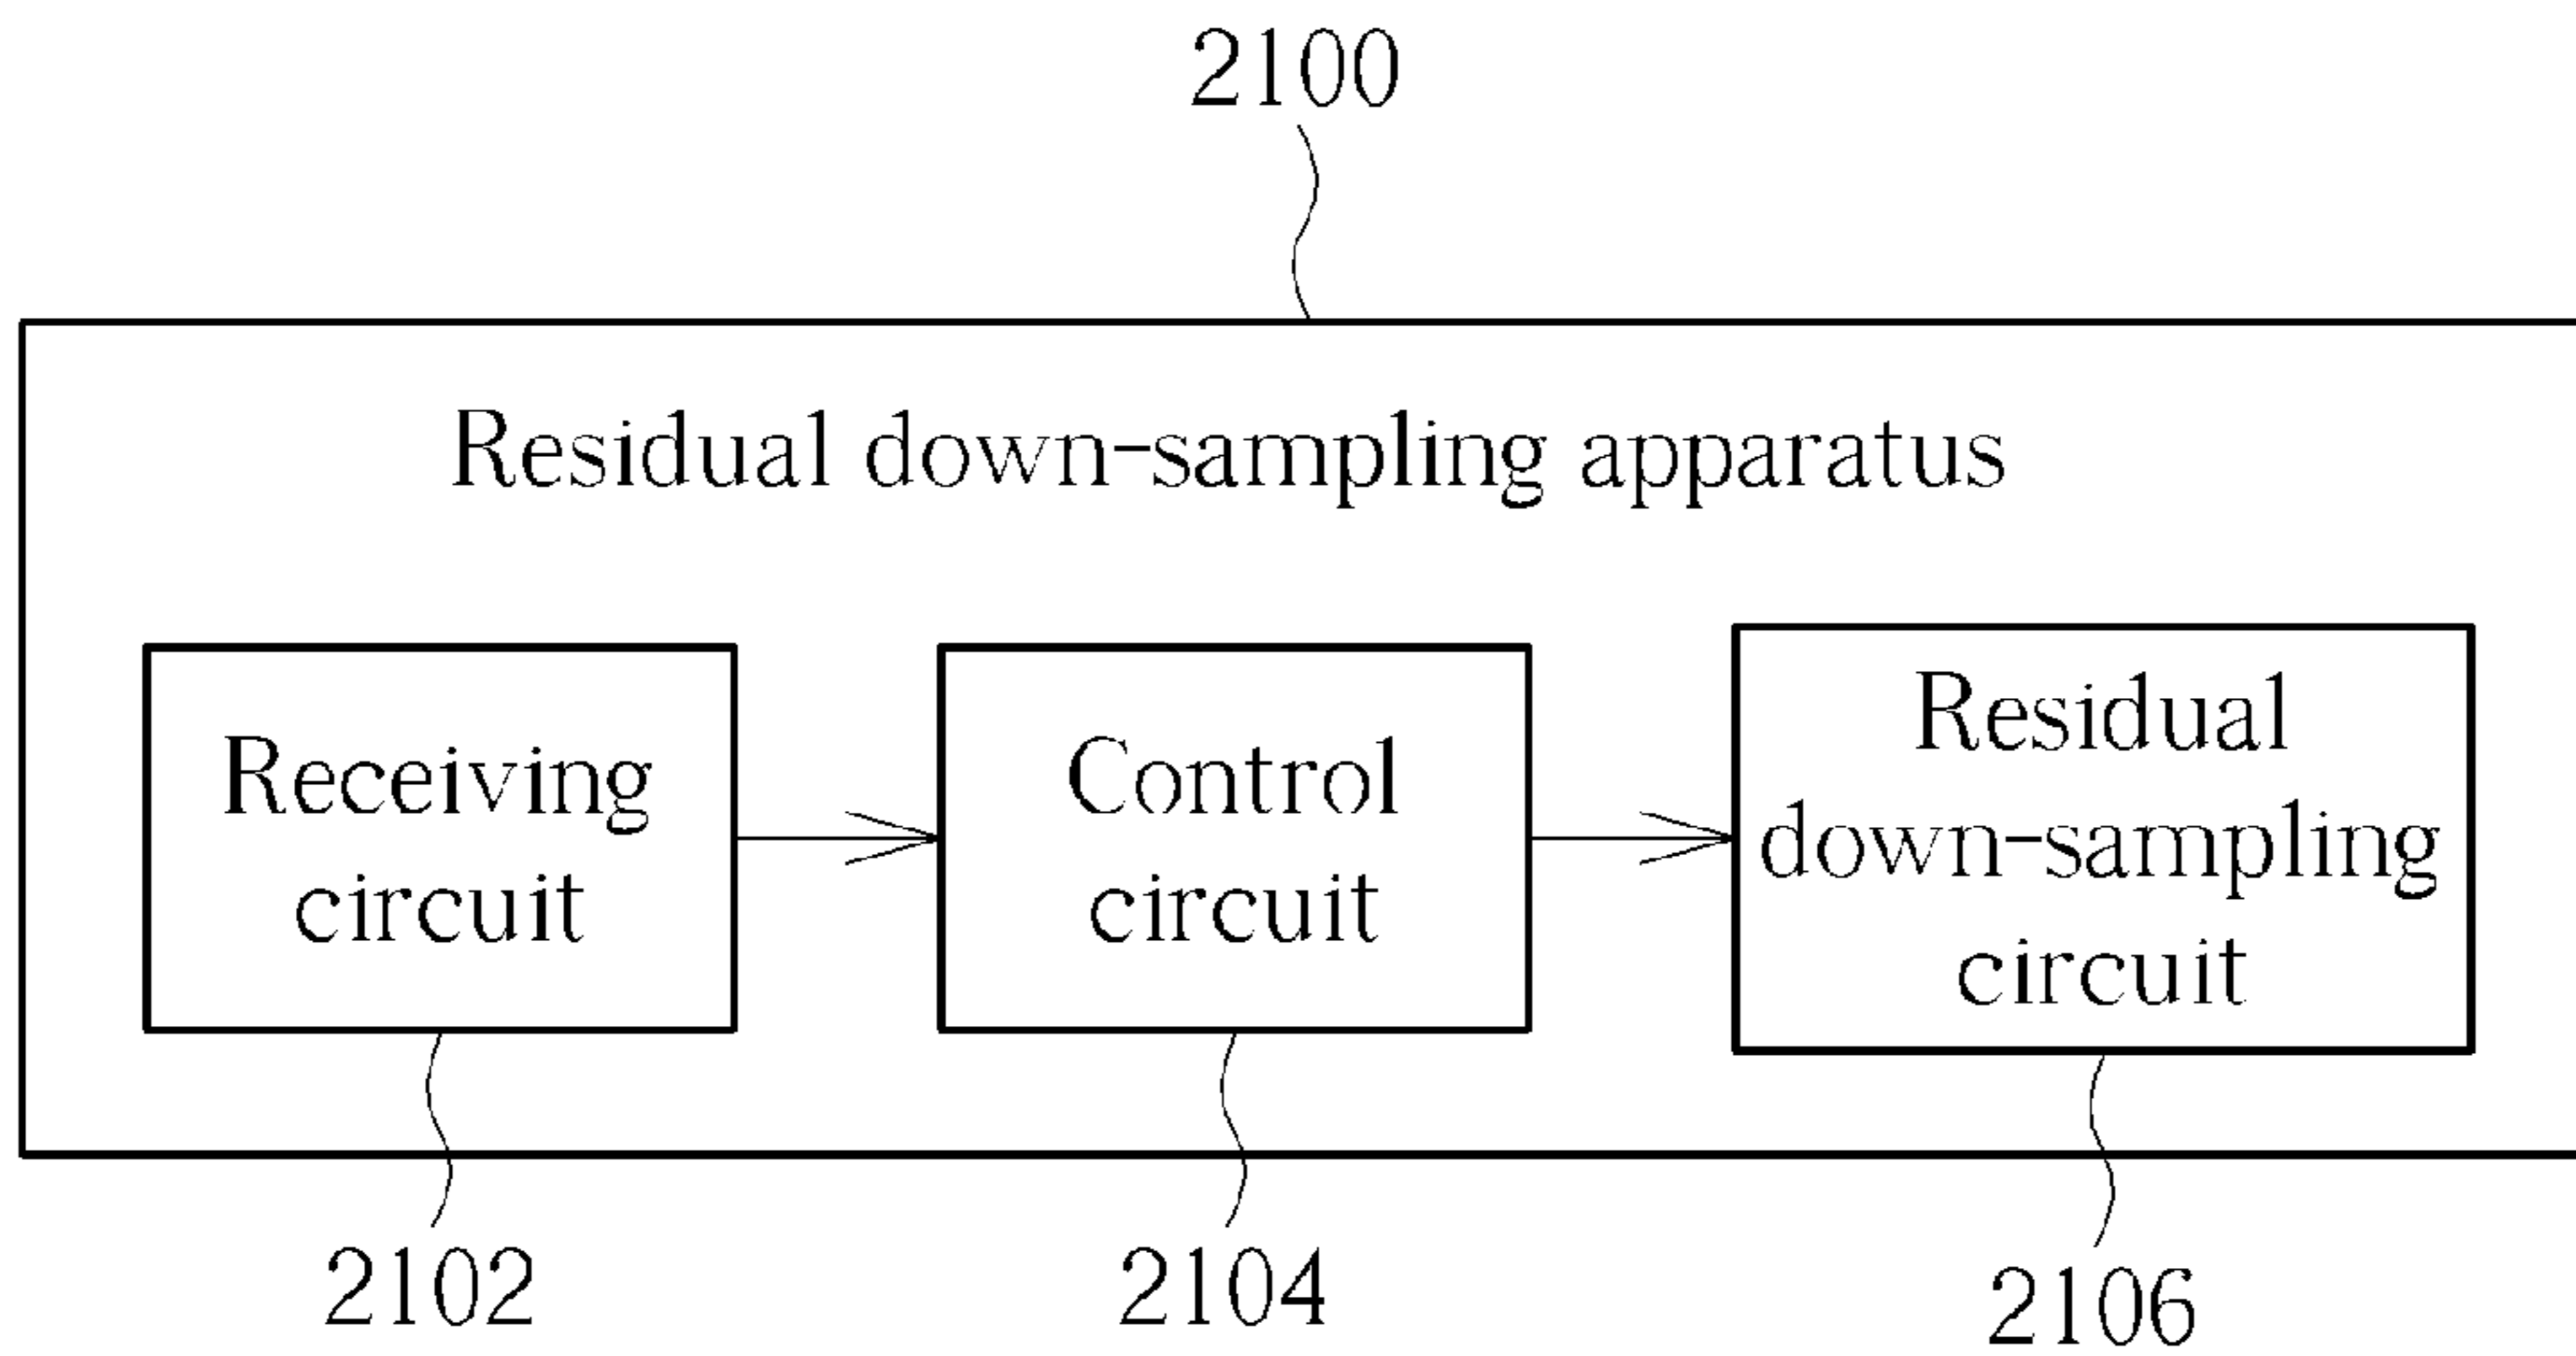 2100
Residual down-sampling apparatus
Receiving
circuit
Control
circuit
Residual
down-sampling
circuit
2102
2104
2106